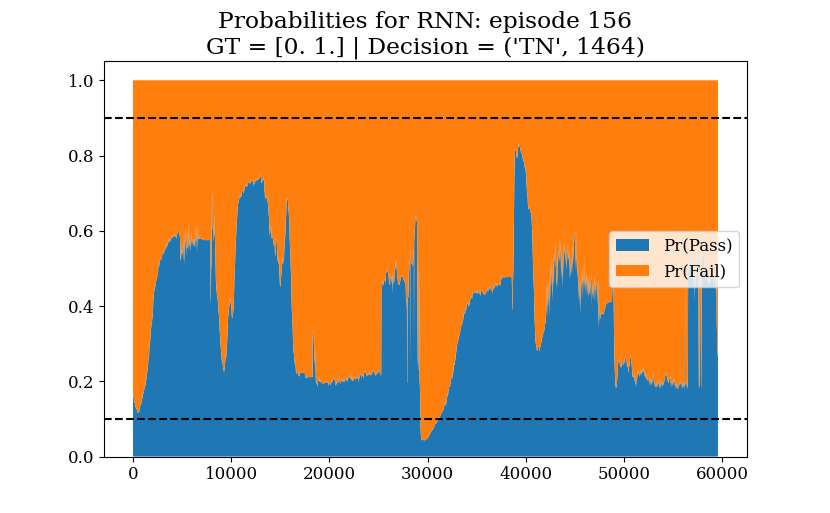 Probabilities for RNN: episode 156
GT = [0. 1.] | Decision = ('TN', 1464)
1.0
0.8
0.6
0.4
0.2
0.0
Pr(Pass)
Pr(Fail)
0 10000 20000 30000 40000 50000 60000